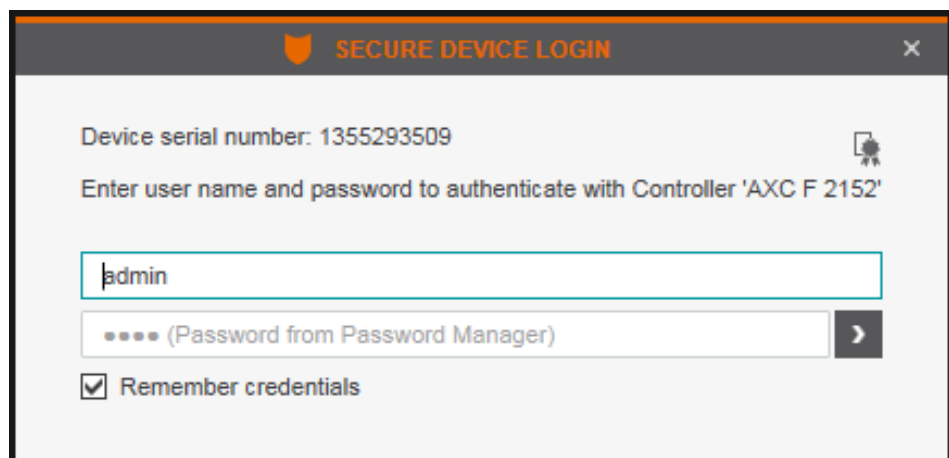 SECURE DEVICE LOGIN
Device serial number: 1355293509
Enter user name and password to authenticate with Controller 'AXC F 2152'
admin
•••• (Password from Password Manager)
Remember credentials